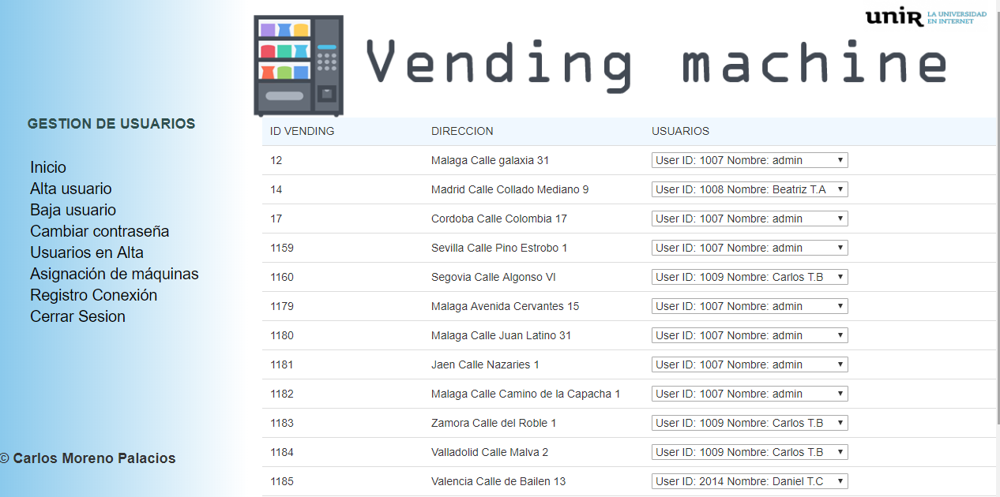 unir LA UNIVERSIDAD
EN INTERNET
Vending machine
GESTION DE USUARIOS
Inicio
Alta usuario
Baja usuario
Cambiar contraseña
Usuarios en Alta
Asignación de máquinas
Registro Conexión
Cerrar Sesion
© Carlos Moreno Palacios
ID VENDING DIRECCION USUARIOS
12 Malaga Calle galaxia 31 User ID: 1007 Nombre: admin
14 Madrid Calle Collado Mediano 9 User ID: 1008 Nombre: Beatriz T.A
17 Cordoba Calle Colombia 17 User ID: 1007 Nombre: admin
1159 Sevilla Calle Pino Estrobo 1 User ID: 1007 Nombre: admin
1160 Segovia Calle Algonso VI User ID: 1009 Nombre: Carlos T.B
1179 Malaga Avenida Cervantes 15 User ID: 1007 Nombre: admin
1180 Malaga Calle Juan Latino 31 User ID: 1007 Nombre: admin
1181 Jaen Calle Nazaries 1 User ID: 1007 Nombre: admin
1182 Malaga Calle Camino de la Capacha 1 User ID: 1007 Nombre: admin
1183 Zamora Calle del Roble 1 User ID: 1009 Nombre: Carlos T.B
1184 Valladolid Calle Malva 2 User ID: 1009 Nombre: Carlos T.B
1185 Valencia Calle de Bailen 13 User ID: 2014 Nombre: Daniel T.C